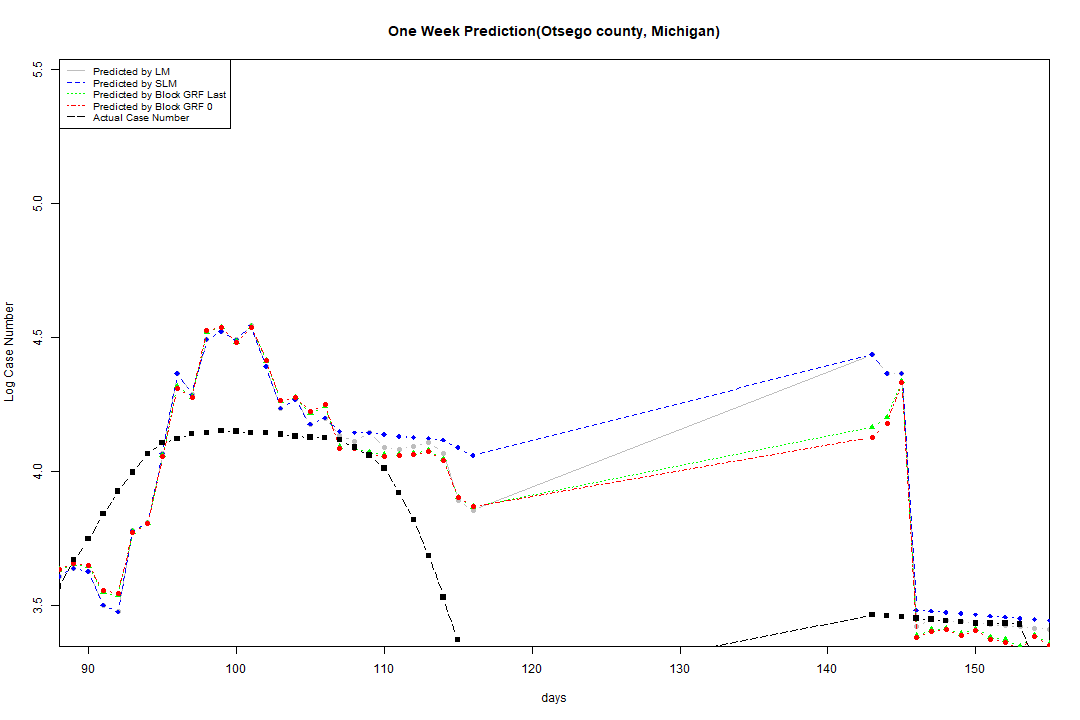 One Week Prediction(Otsego county, Michigan)
Predicted by LM
Predicted by SLM
Predicted by Block GRF Last
Predicted by Block GRF 0
Actual Case Number
5.5
5.0
4.5
4.0
3.5
Log Case Number
90 100 110 120 130 140 150
days